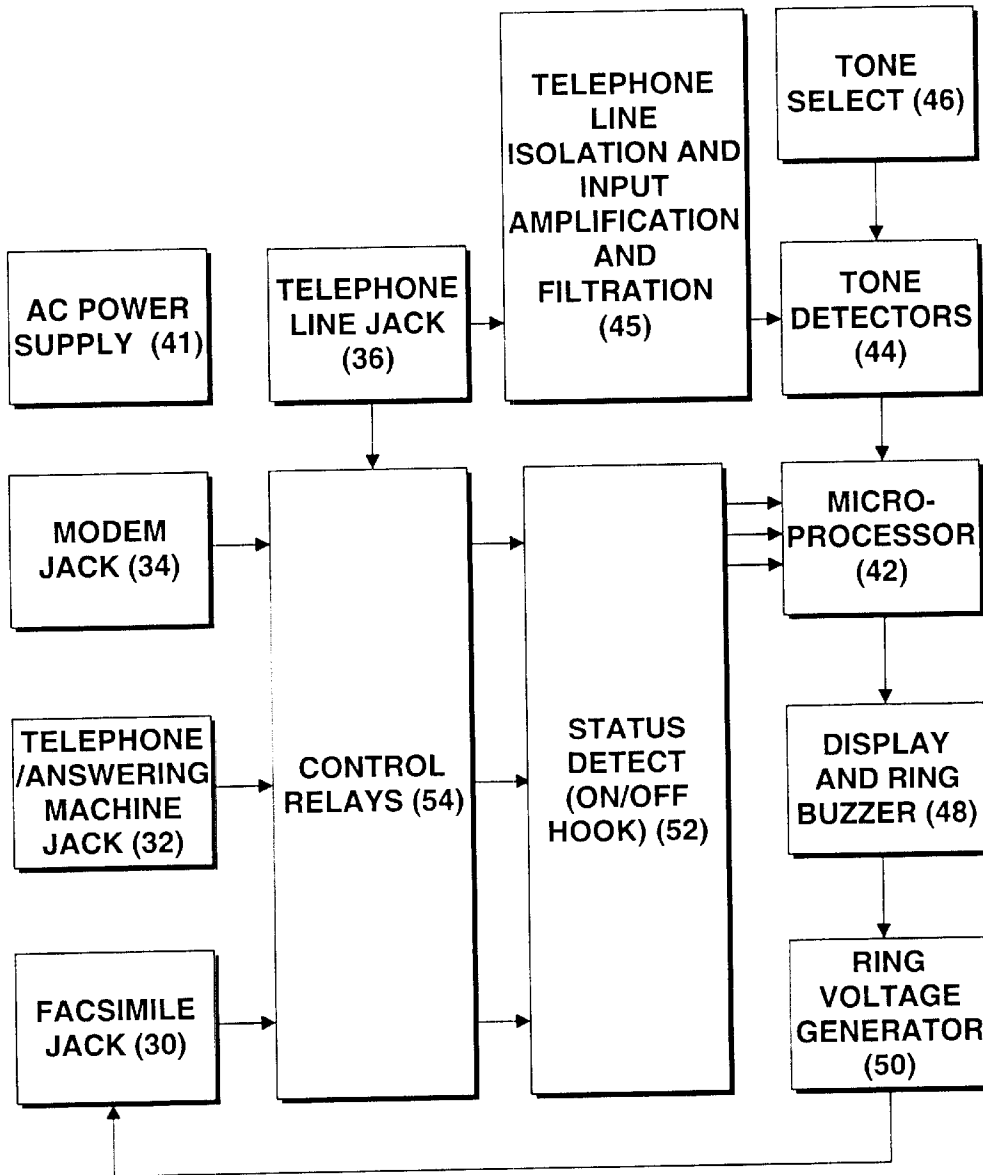 TELEPHONE
LINE
ISOLATION AND
INPUT
AMPLIFICATION
AND
FILTRATION
(45)
TONE
SELECT (46)
AC POWER
SUPPLY (41)
TELEPHONE
LINE JACK
(36)
TONE
DETECTORS
(44)
MODEM
JACK (34)
MICRO-
PROCESSOR
(42)
TELEPHONE
/ANSWERING
MACHINE
JACK (32)
CONTROL
RELAYS (54)
STATUS
DETECT
(ON/OFF
HOOK) (52)
DISPLAY
AND RING
BUZZER (48)
FACSIMILE
JACK (30)
RING
VOLTAGE
GENERATOR
(50)